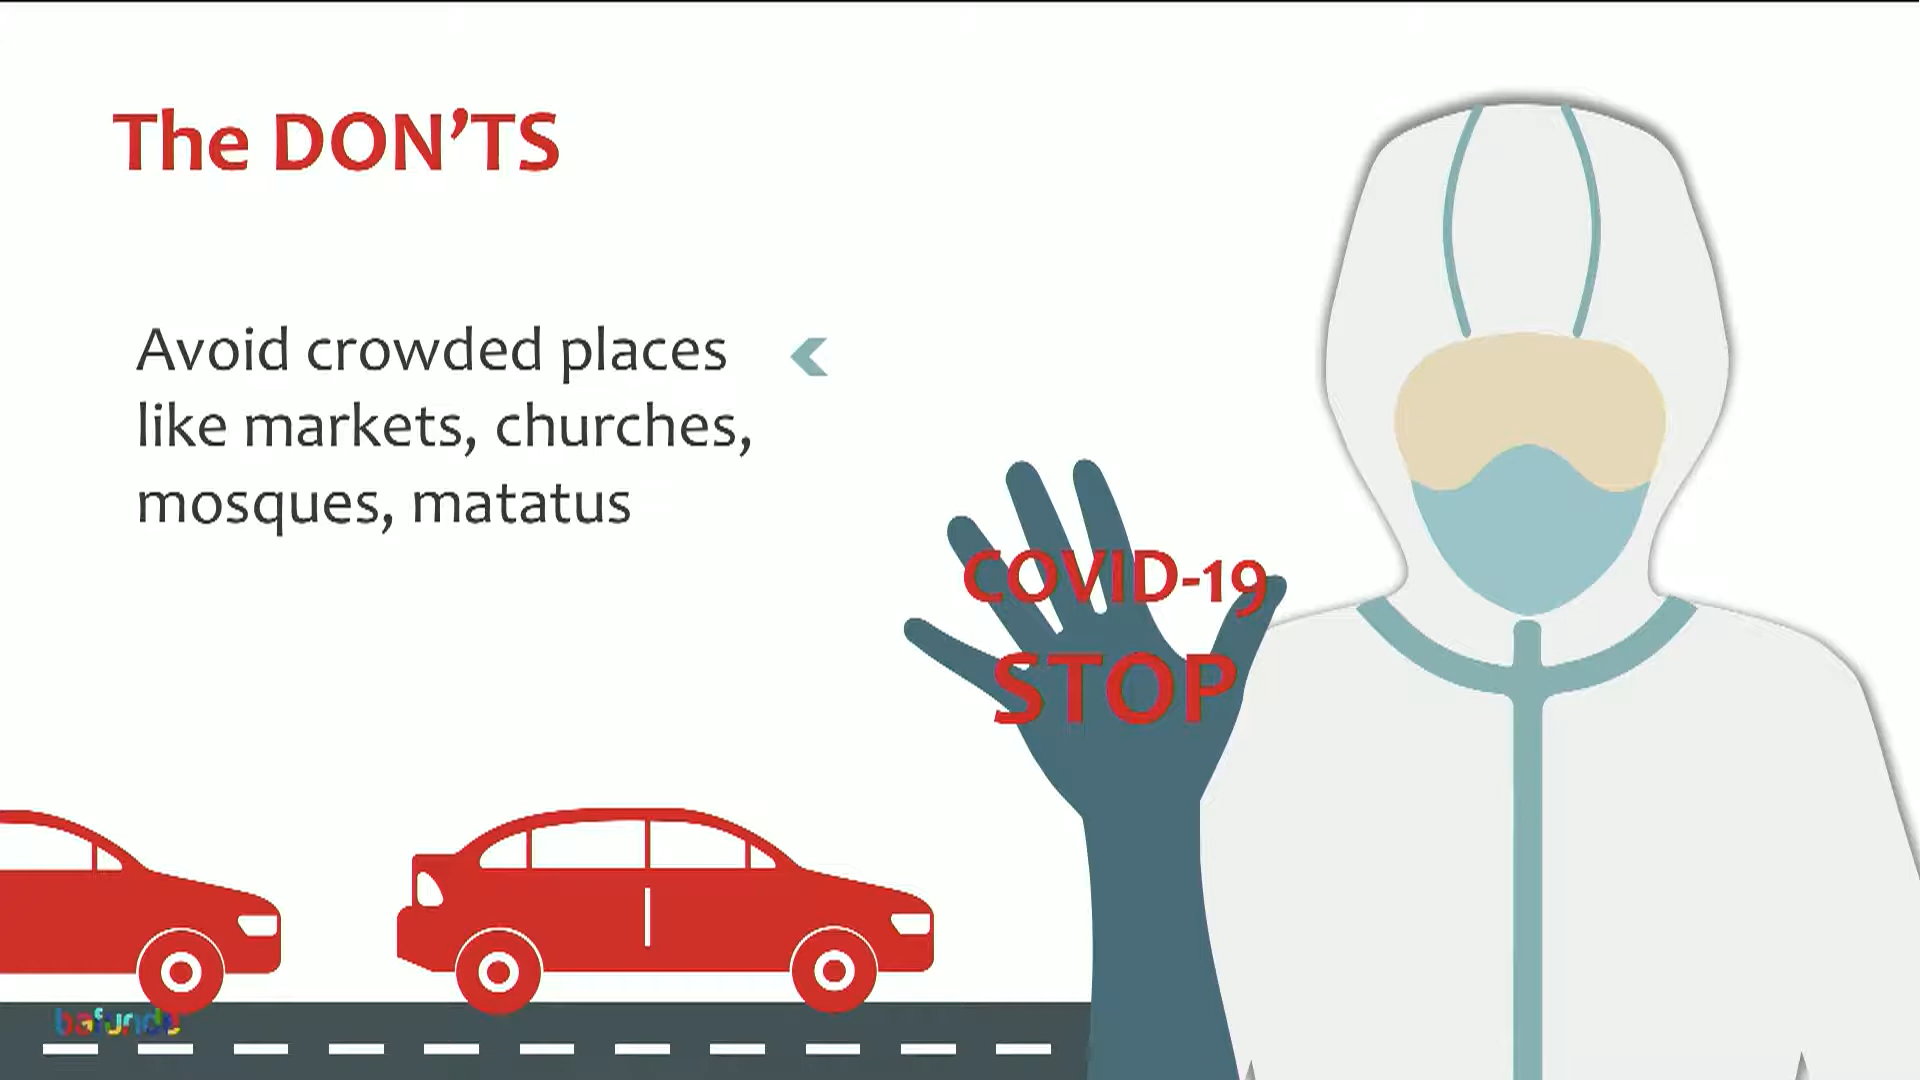 The DON'TS
Avoid crowded places
like markets, churches,
mosques, matatus
COVID-19
STOP